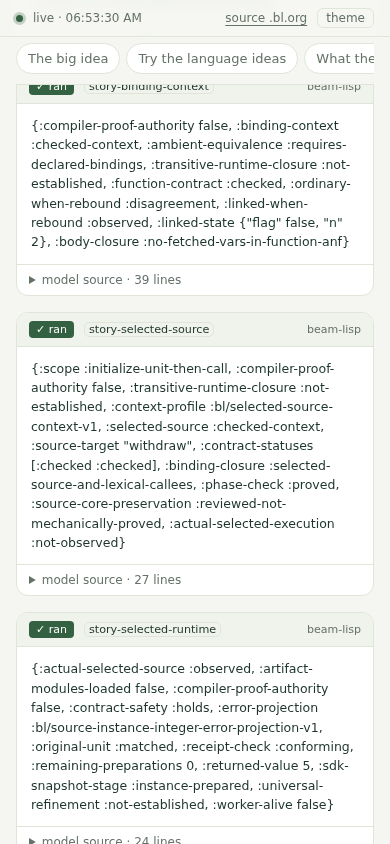 live · 06:53:30 AM
source .bl.org
theme
The big idea
Try the language ideas
What the
✓ ran
story-binding-context
beam-lisp
{:compiler-proof-authority false, :binding-context
:checked-context, :ambient-equivalence :requires-
declared-bindings, :transitive-runtime-closure :not-
established, :function-contract :checked, :ordinary-
when-rebound :disagreement, :linked-when-
rebound :observed, :linked-state {"flag" false, "n"
2}, :body-closure :no-fetched-vars-in-function-anf}
▶ model source · 39 lines
✓ ran
story-selected-source
beam-lisp
{:scope :initialize-unit-then-call, :compiler-proof-
authority false, :transitive-runtime-closure :not-
established, :context-profile :bl/selected-source-
context-v1, :selected-source :checked-context,
:source-target "withdraw", :contract-statuses
[:checked :checked], :binding-closure :selected-
source-and-lexical-callees, :phase-check :proved,
:source-core-preservation :reviewed-not-
mechanically-proved, :actual-selected-execution
:not-observed}
▶ model source · 27 lines
✓ ran
story-selected-runtime
beam-lisp
{:actual-selected-source :observed, :artifact-
modules-loaded false, :compiler-proof-authority
false, :contract-safety :holds, :error-projection
:bl/source-instance-integer-error-projection-v1,
:original-unit :matched, :receipt-check :conforming,
:remaining-preparations 0, :returned-value 5, :sdk-
snapshot-stage :instance-prepared, :universal-
refinement :not-established, :worker-alive false}
▶ model source · 24 lines